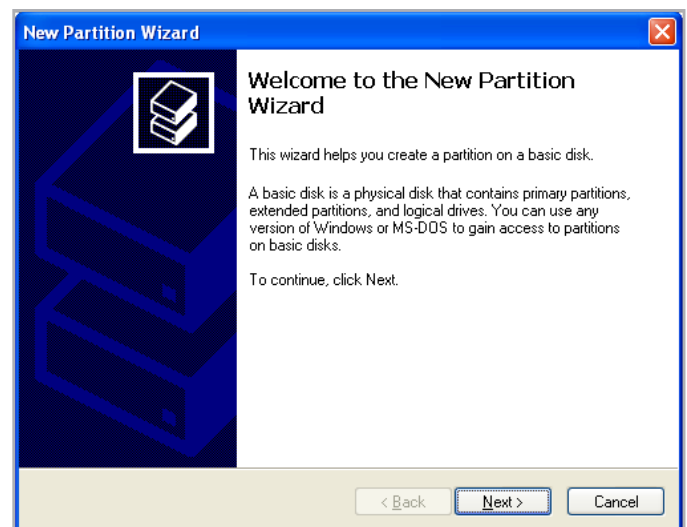 New Partition Wizard
Welcome to the New Partition
Wizard
This wizard helps you create a partition on a basic disk.
A basic disk is a physical disk that contains primary partitions,
extended partitions, and logical drives. You can use any
version of Windows or MS-DOS to gain access to partitions
on basic disks.
To continue, click Next.
< Back Next > Cancel